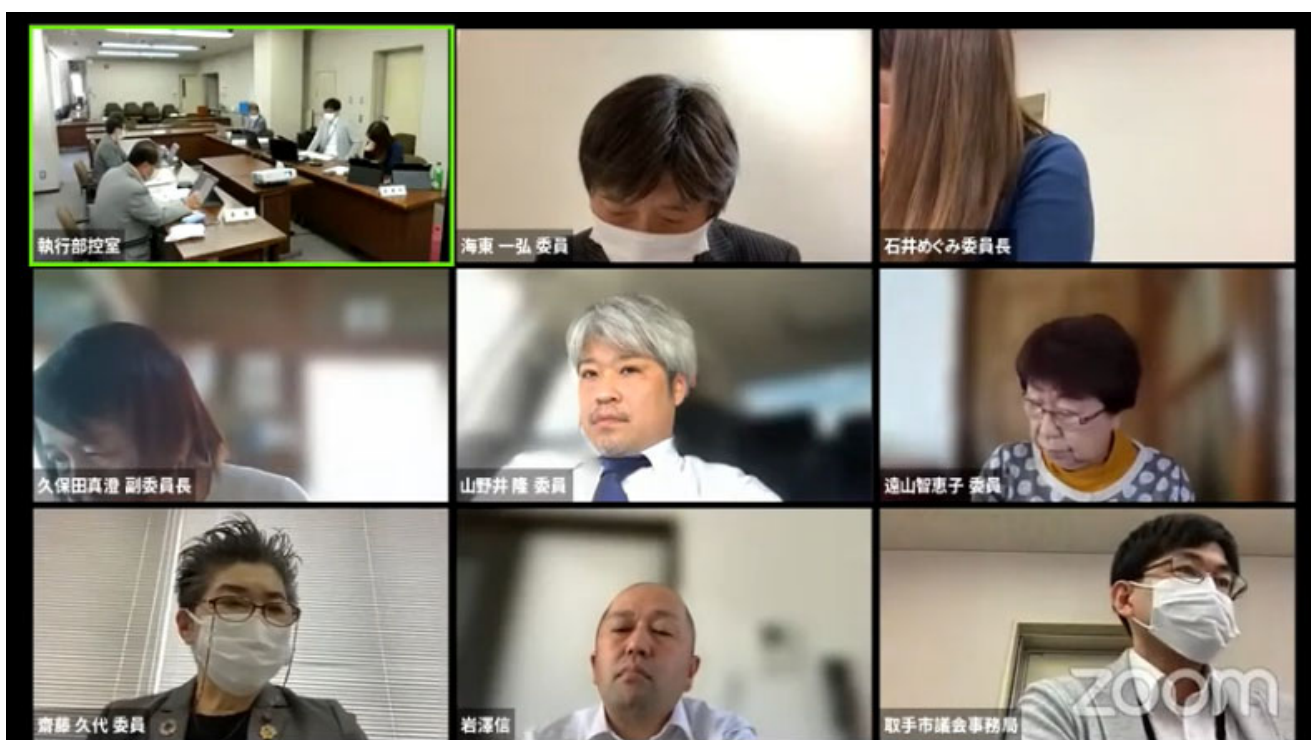 執行部控室
海東 一弘 委員
石井めぐみ委員長
久保田真澄 副委員長
山野井 隆 委員
遠山智恵子 委員
齋藤 久代 委員
岩澤信
取手市議会事務局
zoom